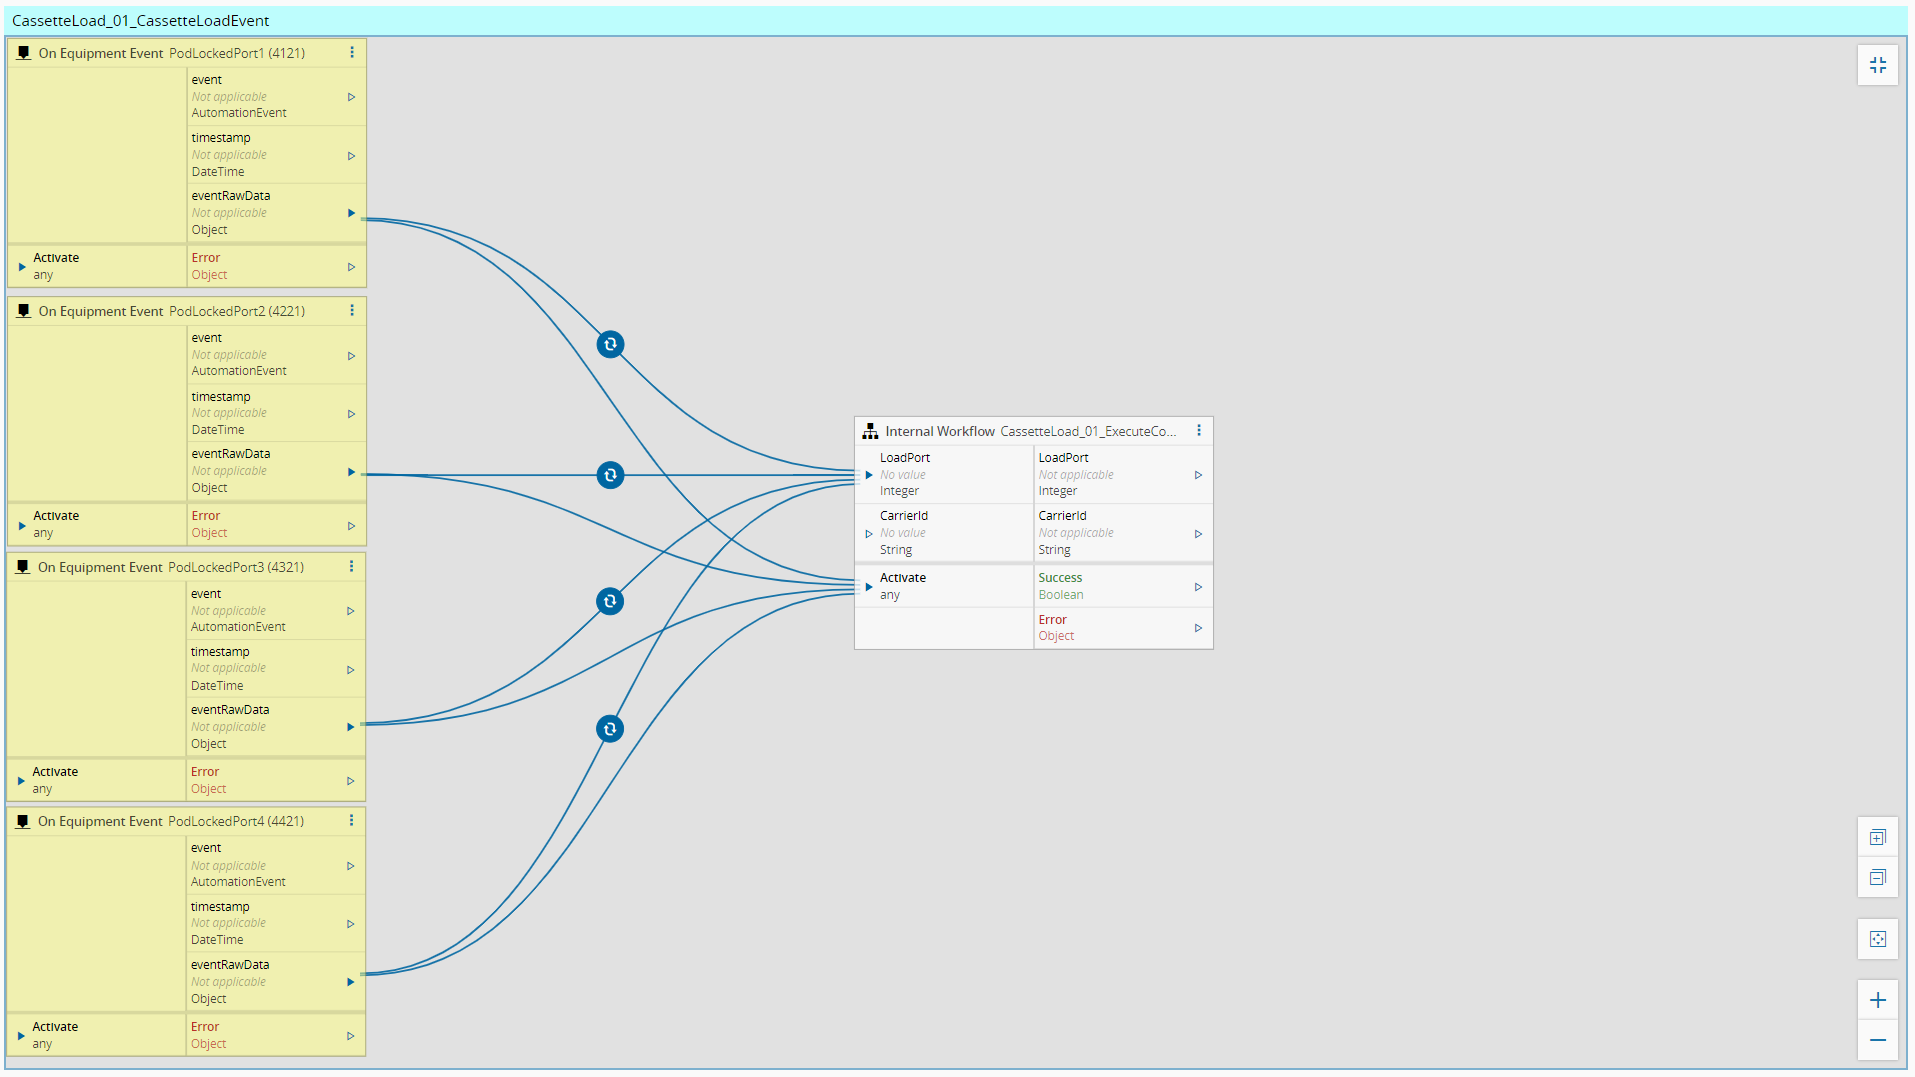 CassetteLoad_01_CassetteLoadEvent
On Equipment Event PodLockedPort1 (4121)
event
Not applicable
AutomationEvent
timestamp
Not applicable
DateTime
eventRawData
Not applicable
Object
Activate
any
Error
Object
On Equipment Event PodLockedPort2 (4221)
event
Not applicable
AutomationEvent
timestamp
Not applicable
DateTime
eventRawData
Not applicable
Object
Activate
any
Error
Object
On Equipment Event PodLockedPort3 (4321)
event
Not applicable
AutomationEvent
timestamp
Not applicable
DateTime
eventRawData
Not applicable
Object
Activate
any
Error
Object
On Equipment Event PodLockedPort4 (4421)
event
Not applicable
AutomationEvent
timestamp
Not applicable
DateTime
eventRawData
Not applicable
Object
Activate
any
Error
Object
Internal Workflow CassetteLoad_01_ExecuteCo...
LoadPort
No value
Integer
LoadPort
Not applicable
Integer
CarrierId
No value
String
CarrierId
Not applicable
String
Activate
any
Success
Boolean
Error
Object